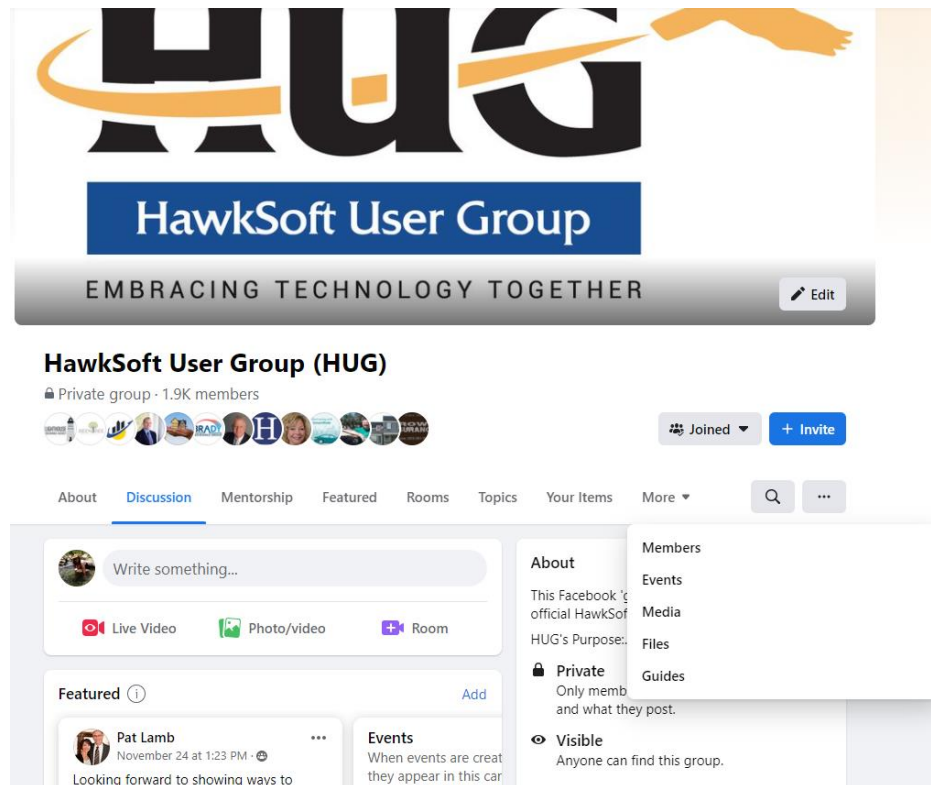 HUG
HawkSoft User Group
EMBRACING TECHNOLOGY TOGETHER
Edit
HawkSoft User Group (HUG)
Private group · 1.9K members
Joined
+ Invite
About Discussion Mentorship Featured Rooms Topics Your Items More
Members
Events
Media
Files
Guides
Write something...
Live Video Photo/video Room
Featured
Add
Pat Lamb
November 24 at 1:23 PM ·
Looking forward to showing ways to
Events
When events are creat
they appear in this car
About
This Facebook 'g
official HawkSof
HUG's Purpose:.
Private
Only memb
and what they post.
Visible
Anyone can find this group.